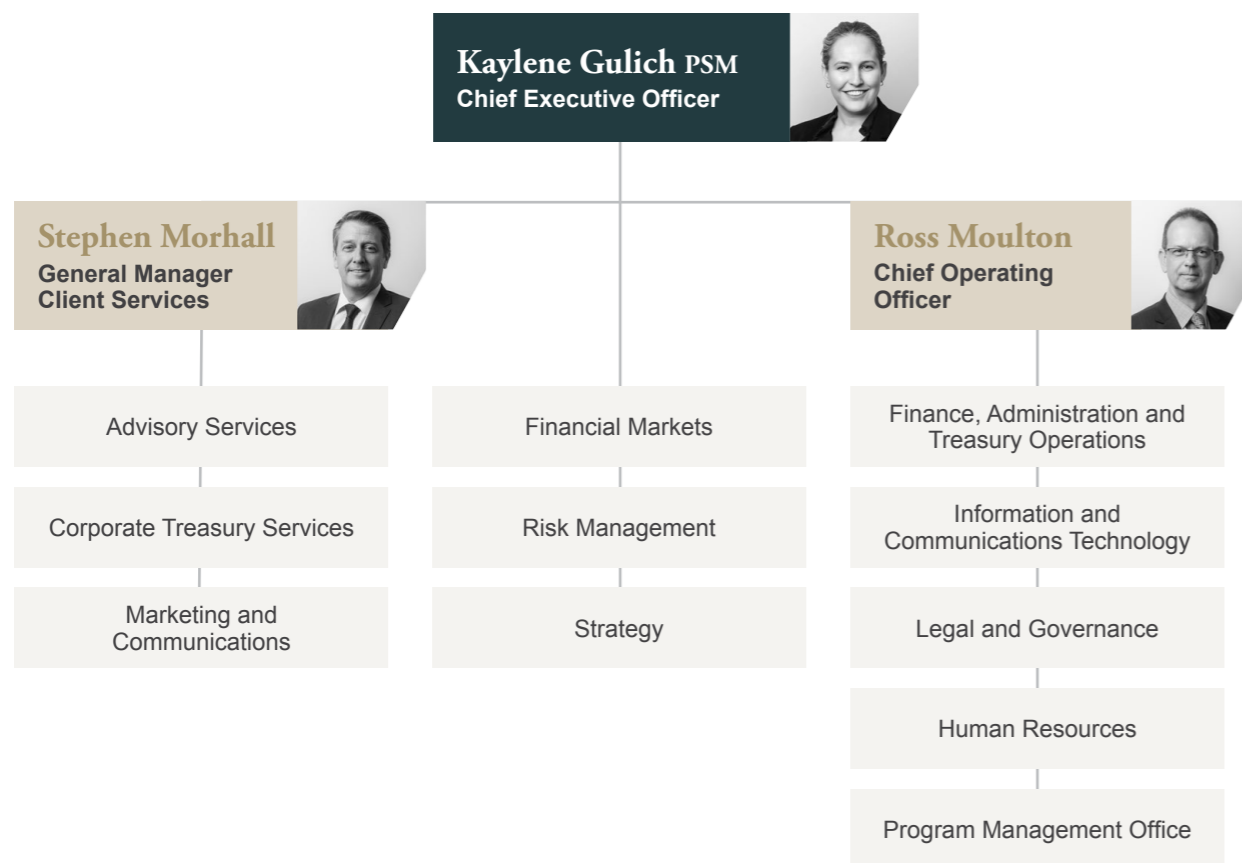 Kaylene Gulich PSM
Chief Executive Officer
Stephen Morhall
General Manager
Client Services
Ross Moulton
Chief Operating
Officer
Advisory Services
Corporate Treasury Services
Marketing and
Communications
Financial Markets
Risk Management
Strategy
Finance, Administration and
Treasury Operations
Information and
Communications Technology
Legal and Governance
Human Resources
Program Management Office